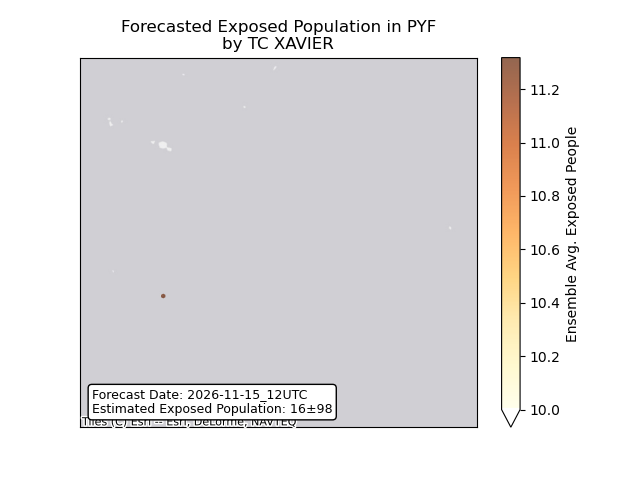 Forecasted Exposed Population in PYF
by TC XAVIER
11.2
11.0
10.8
10.6
10.4
10.2
10.0
Ensemble Avg. Exposed People
Forecast Date: 2026-11-15_12UTC
Estimated Exposed Population: 16±98
Tiles (C) Esri -- Esri, DeLorme, NAVTEQ